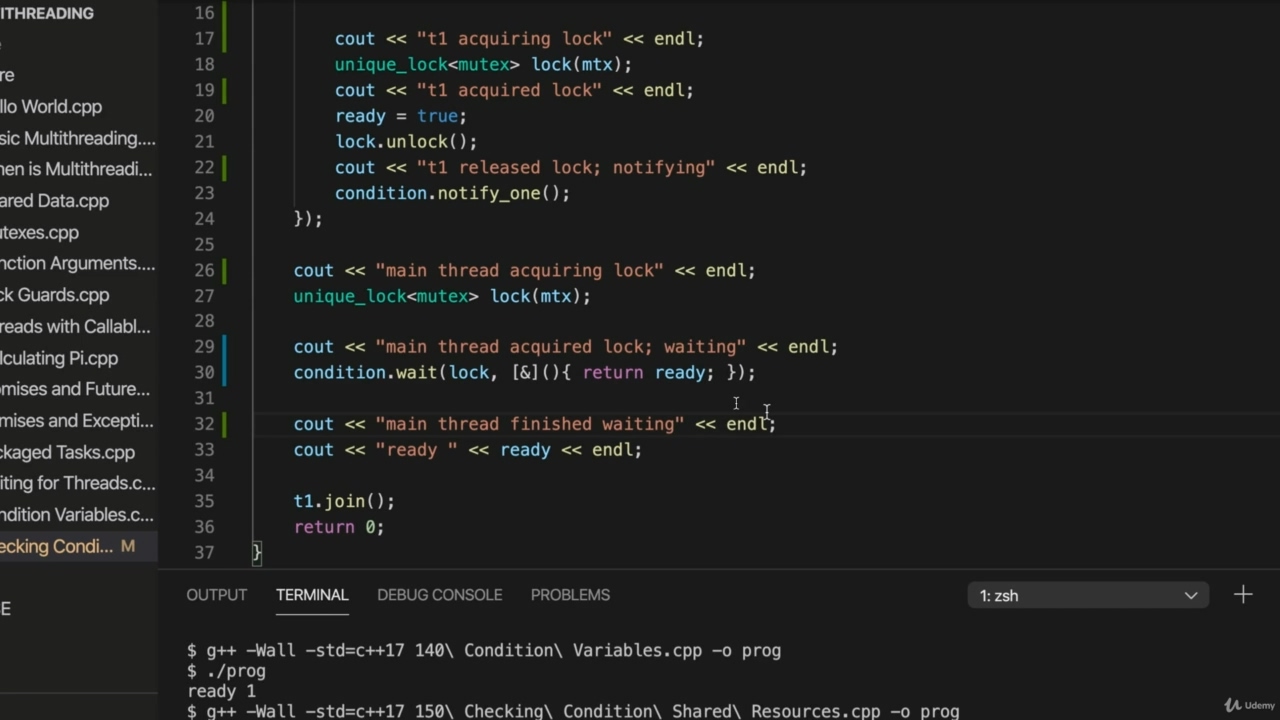 ITHREADING
re
llo World.cpp
sic Multithreading....
nen is Multithreadi...
ared Data.cpp
utexes.cpp
nction Arguments....
ck Guards.cpp
reads with Callabl...
lculating Pi.cpp
omises and Future...
mises and Excepti...
ckaged Tasks.cpp
iting for Threads.c...
ndition Variables.c...
ecking Condi... M
E
16
17 cout << "t1 acquiring lock" << endl;
18 unique_lock<mutex> lock(mtx);
19 cout << "t1 acquired lock" << endl;
20 ready = true;
21 lock.unlock();
22 cout << "t1 released lock; notifying" << endl;
23 condition.notify_one();
24 });
25
26 cout << "main thread acquiring lock" << endl;
27 unique_lock<mutex> lock(mtx);
28
29 cout << "main thread acquired lock; waiting" << endl;
30 condition.wait(lock, [&](){ return ready; });
31
32 cout << "main thread finished waiting" << endl;
33 cout << "ready " << ready << endl;
34
35 t1.join();
36 return 0;
37 }
OUTPUT TERMINAL DEBUG CONSOLE PROBLEMS 1: zsh
$ g++ -Wall -std=c++17 140\ Condition\ Variables.cpp -o prog
$ ./prog
ready 1
$ g++ -Wall -std=c++17 150\ Checking\ Condition\ Shared\ Resources.cpp -o prog
Udemy